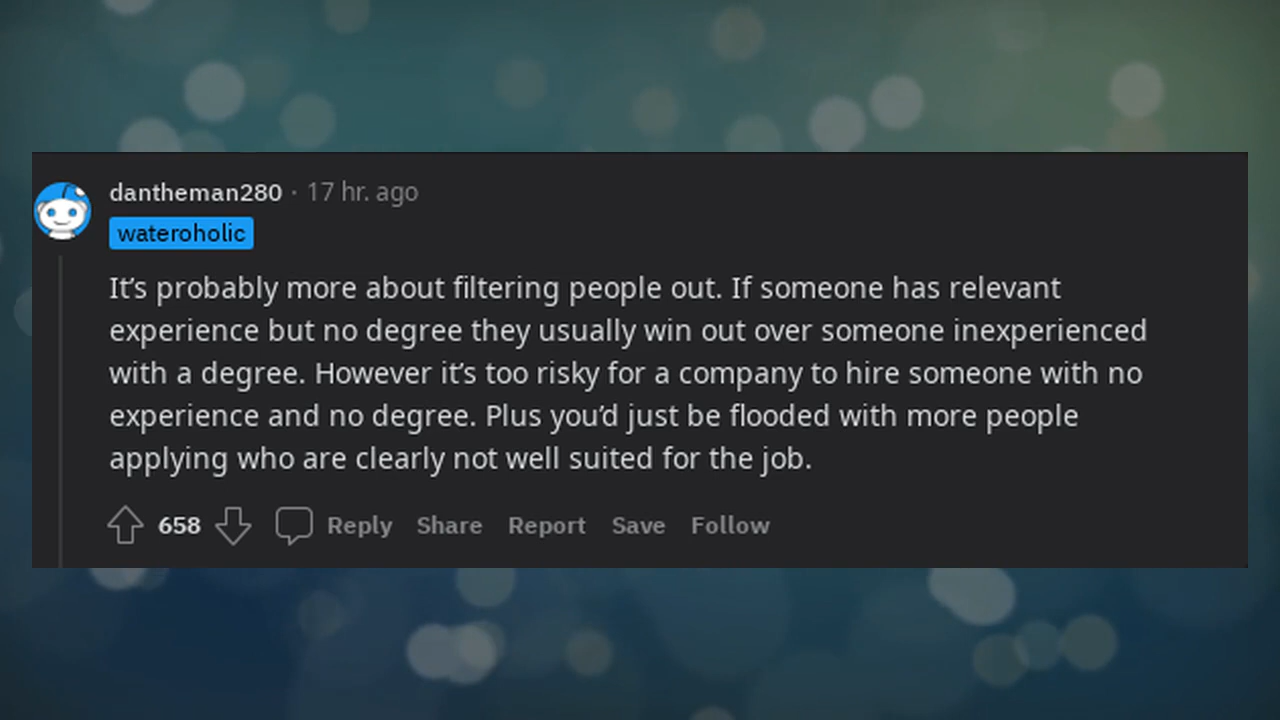 dantheman280 · 17 hr. ago
wateroholic
It’s probably more about filtering people out. If someone has relevant
experience but no degree they usually win out over someone inexperienced
with a degree. However it’s too risky for a company to hire someone with no
experience and no degree. Plus you’d just be flooded with more people
applying who are clearly not well suited for the job.
658 Reply Share Report Save Follow